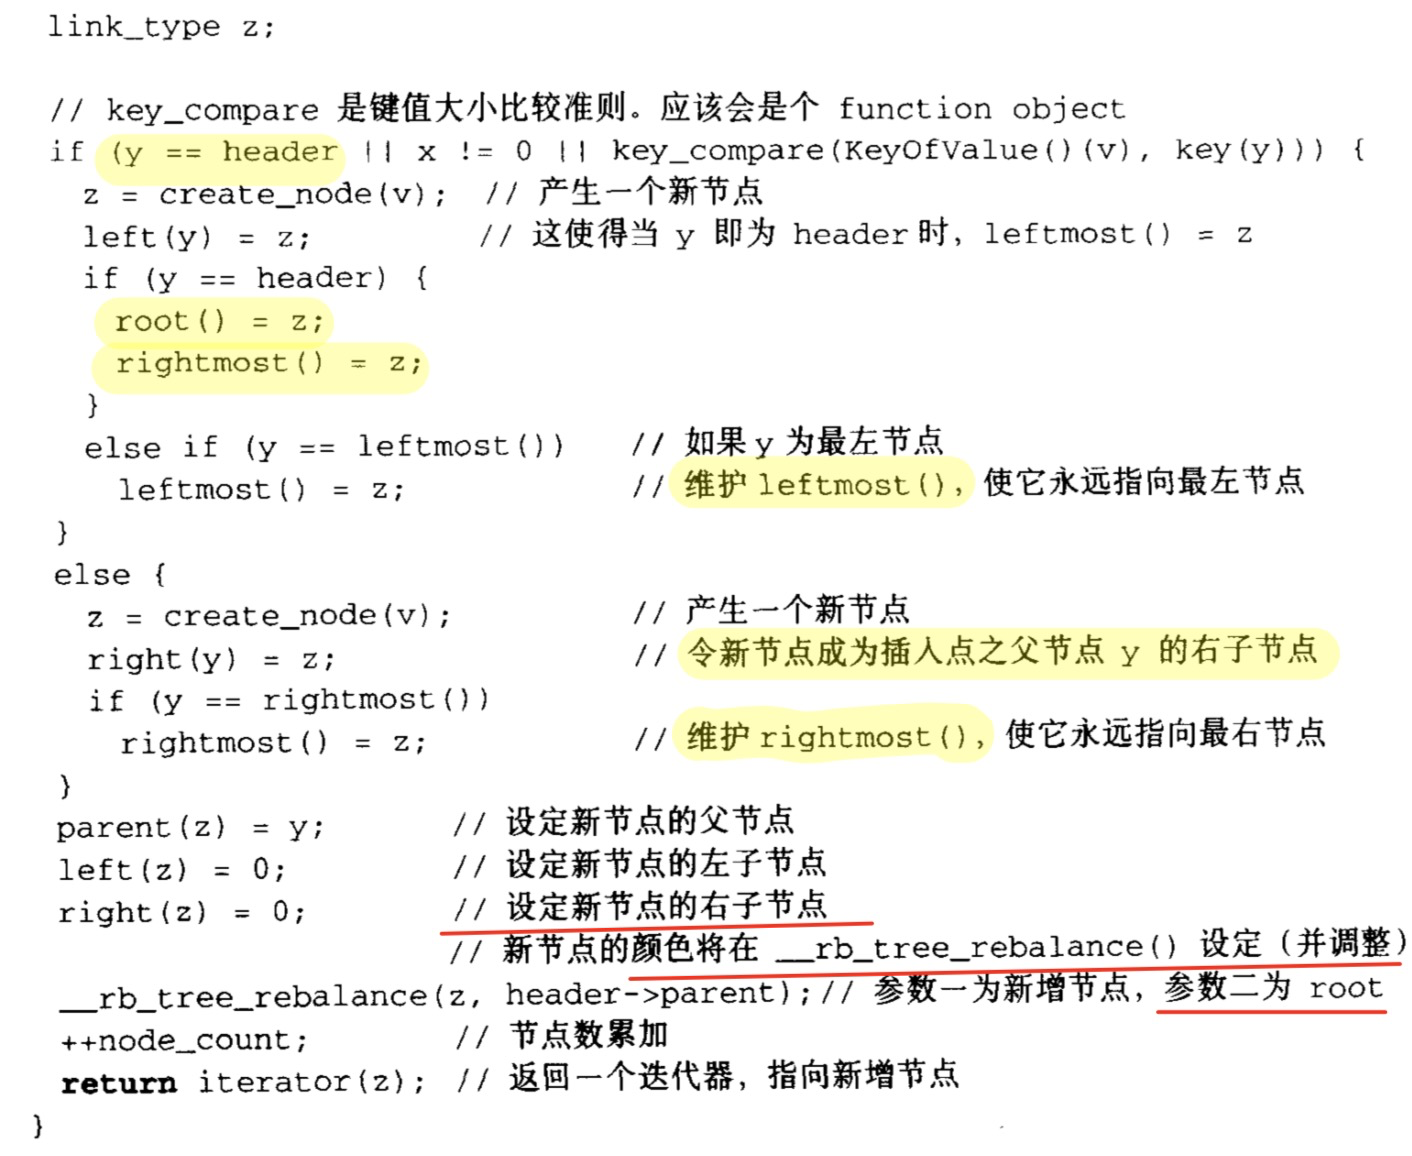 link_type z;
// key_compare 是键值大小比较准则。应该会是个 function object
if (y == header || x != 0 || key_compare(KeyOfValue()(v), key(y))) {
z = create_node(v); // 产生一个新节点
left(y) = z; // 这使得当 y 即为 header 时，leftmost() = z
if (y == header) {
root() = z;
rightmost() = z;
}
else if (y == leftmost()) // 如果 y 为最左节点
leftmost() = z; // 维护 leftmost()，使它永远指向最左节点
}
else {
z = create_node(v); // 产生一个新节点
right(y) = z; // 令新节点成为插入点之父节点 y 的右子节点
if (y == rightmost())
rightmost() = z; // 维护 rightmost()，使它永远指向最右节点
}
parent(z) = y; // 设定新节点的父节点
left(z) = 0; // 设定新节点的左子节点
right(z) = 0; // 设定新节点的右子节点
// 新节点的颜色将在 __rb_tree_rebalance() 设定（并调整）
__rb_tree_rebalance(z, header->parent); // 参数一为新增节点，参数二为 root
++node_count; // 节点数累加
return iterator(z); // 返回一个迭代器，指向新增节点
}